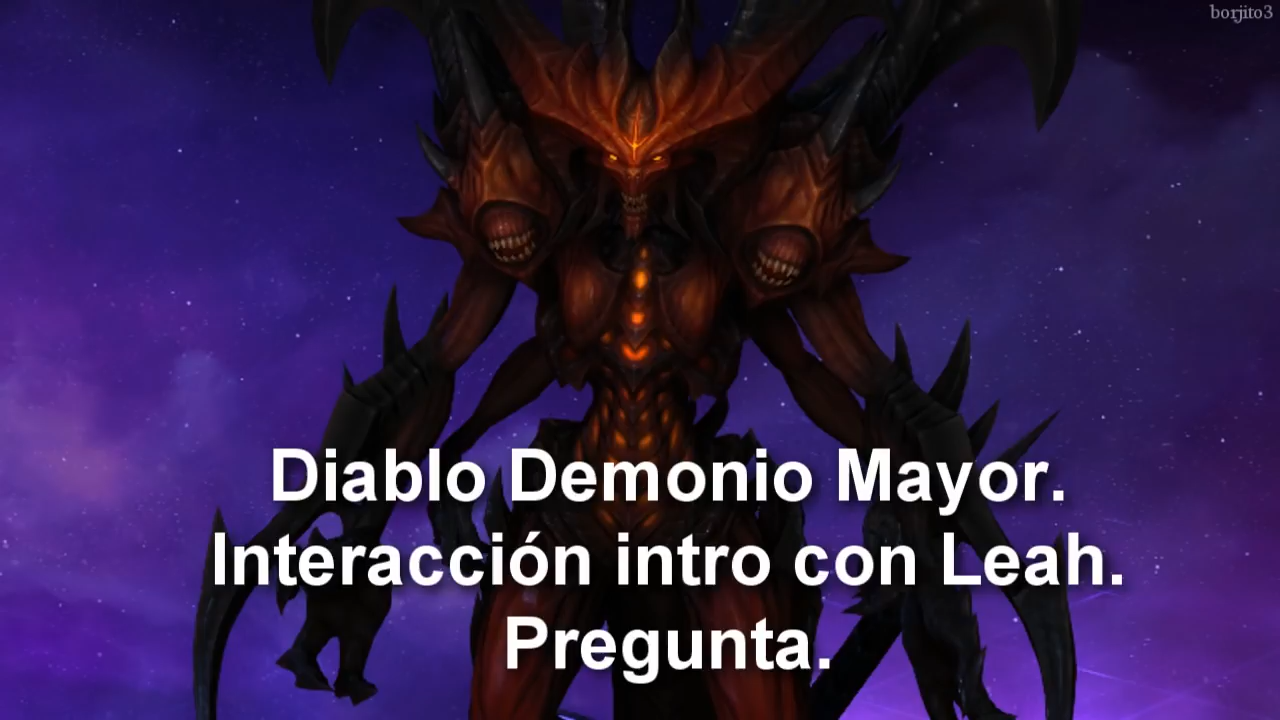 borjito3
Diablo Demonio Mayor.
Interacción intro con Leah.
Pregunta.